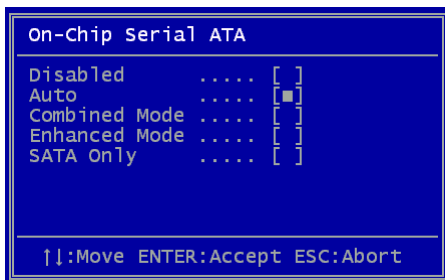 On-Chip Serial ATA
Disabled ..... [ ]
Auto ..... [■]
Combined Mode ..... [ ]
Enhanced Mode ..... [ ]
SATA Only ..... [ ]
↑↓:Move ENTER:Accept ESC:Abort